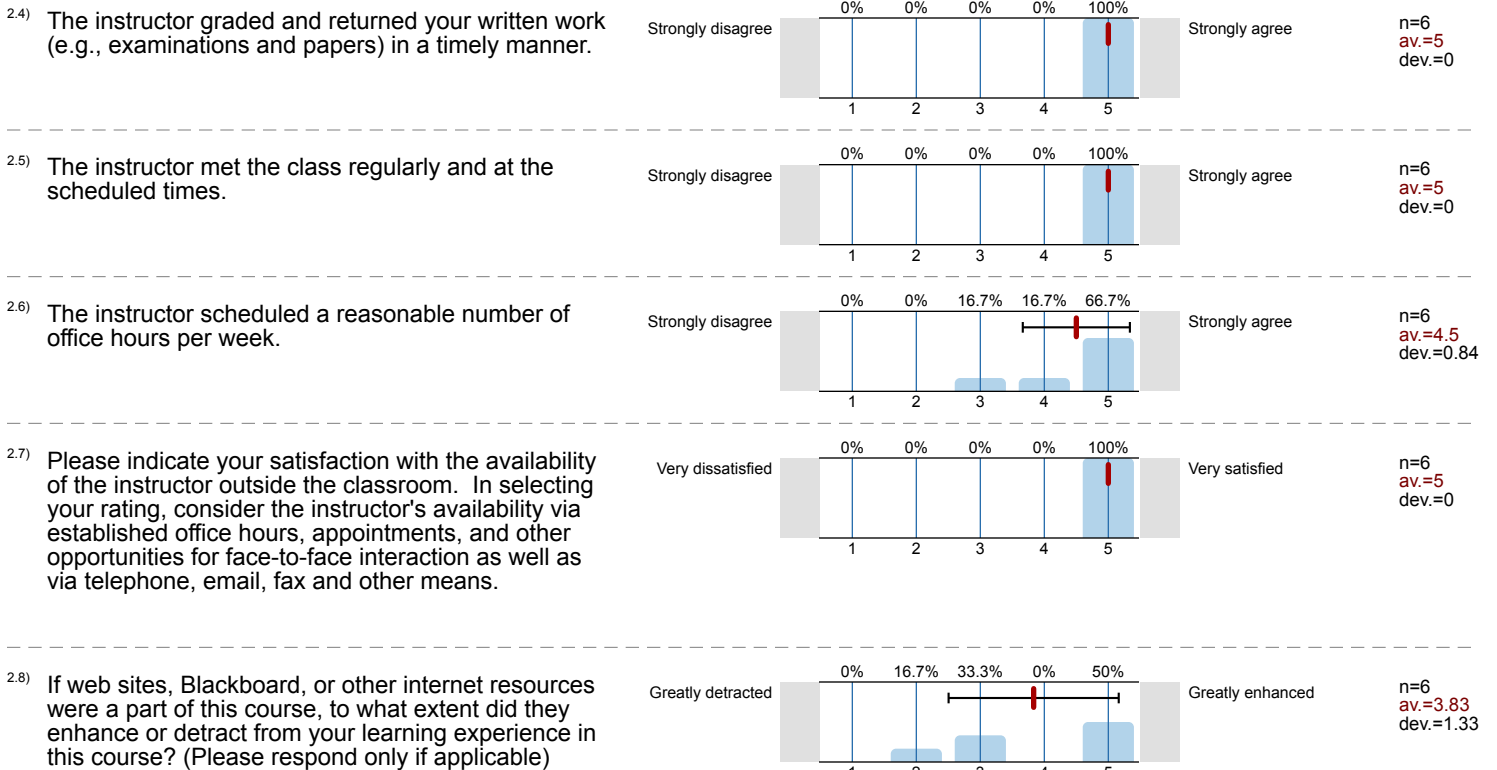 2.4) The instructor graded and returned your written work
(e.g., examinations and papers) in a timely manner.
Strongly disagree
0% 0% 0% 0% 100%
1 2 3 4 5
Strongly agree
n=6
av.=5
dev.=0
2.5) The instructor met the class regularly and at the
scheduled times.
Strongly disagree
0% 0% 0% 0% 100%
1 2 3 4 5
Strongly agree
n=6
av.=5
dev.=0
2.6) The instructor scheduled a reasonable number of
office hours per week.
Strongly disagree
0% 0% 16.7% 16.7% 66.7%
1 2 3 4 5
Strongly agree
n=6
av.=4.5
dev.=0.84
2.7) Please indicate your satisfaction with the availability
of the instructor outside the classroom. In selecting
your rating, consider the instructor's availability via
established office hours, appointments, and other
opportunities for face-to-face interaction as well as
via telephone, email, fax and other means.
Very dissatisfied
0% 0% 0% 0% 100%
1 2 3 4 5
Very satisfied
n=6
av.=5
dev.=0
2.8) If web sites, Blackboard, or other internet resources
were a part of this course, to what extent did they
enhance or detract from your learning experience in
this course? (Please respond only if applicable)
Greatly detracted
0% 16.7% 33.3% 0% 50%
1 2 3 4 5
Greatly enhanced
n=6
av.=3.83
dev.=1.33